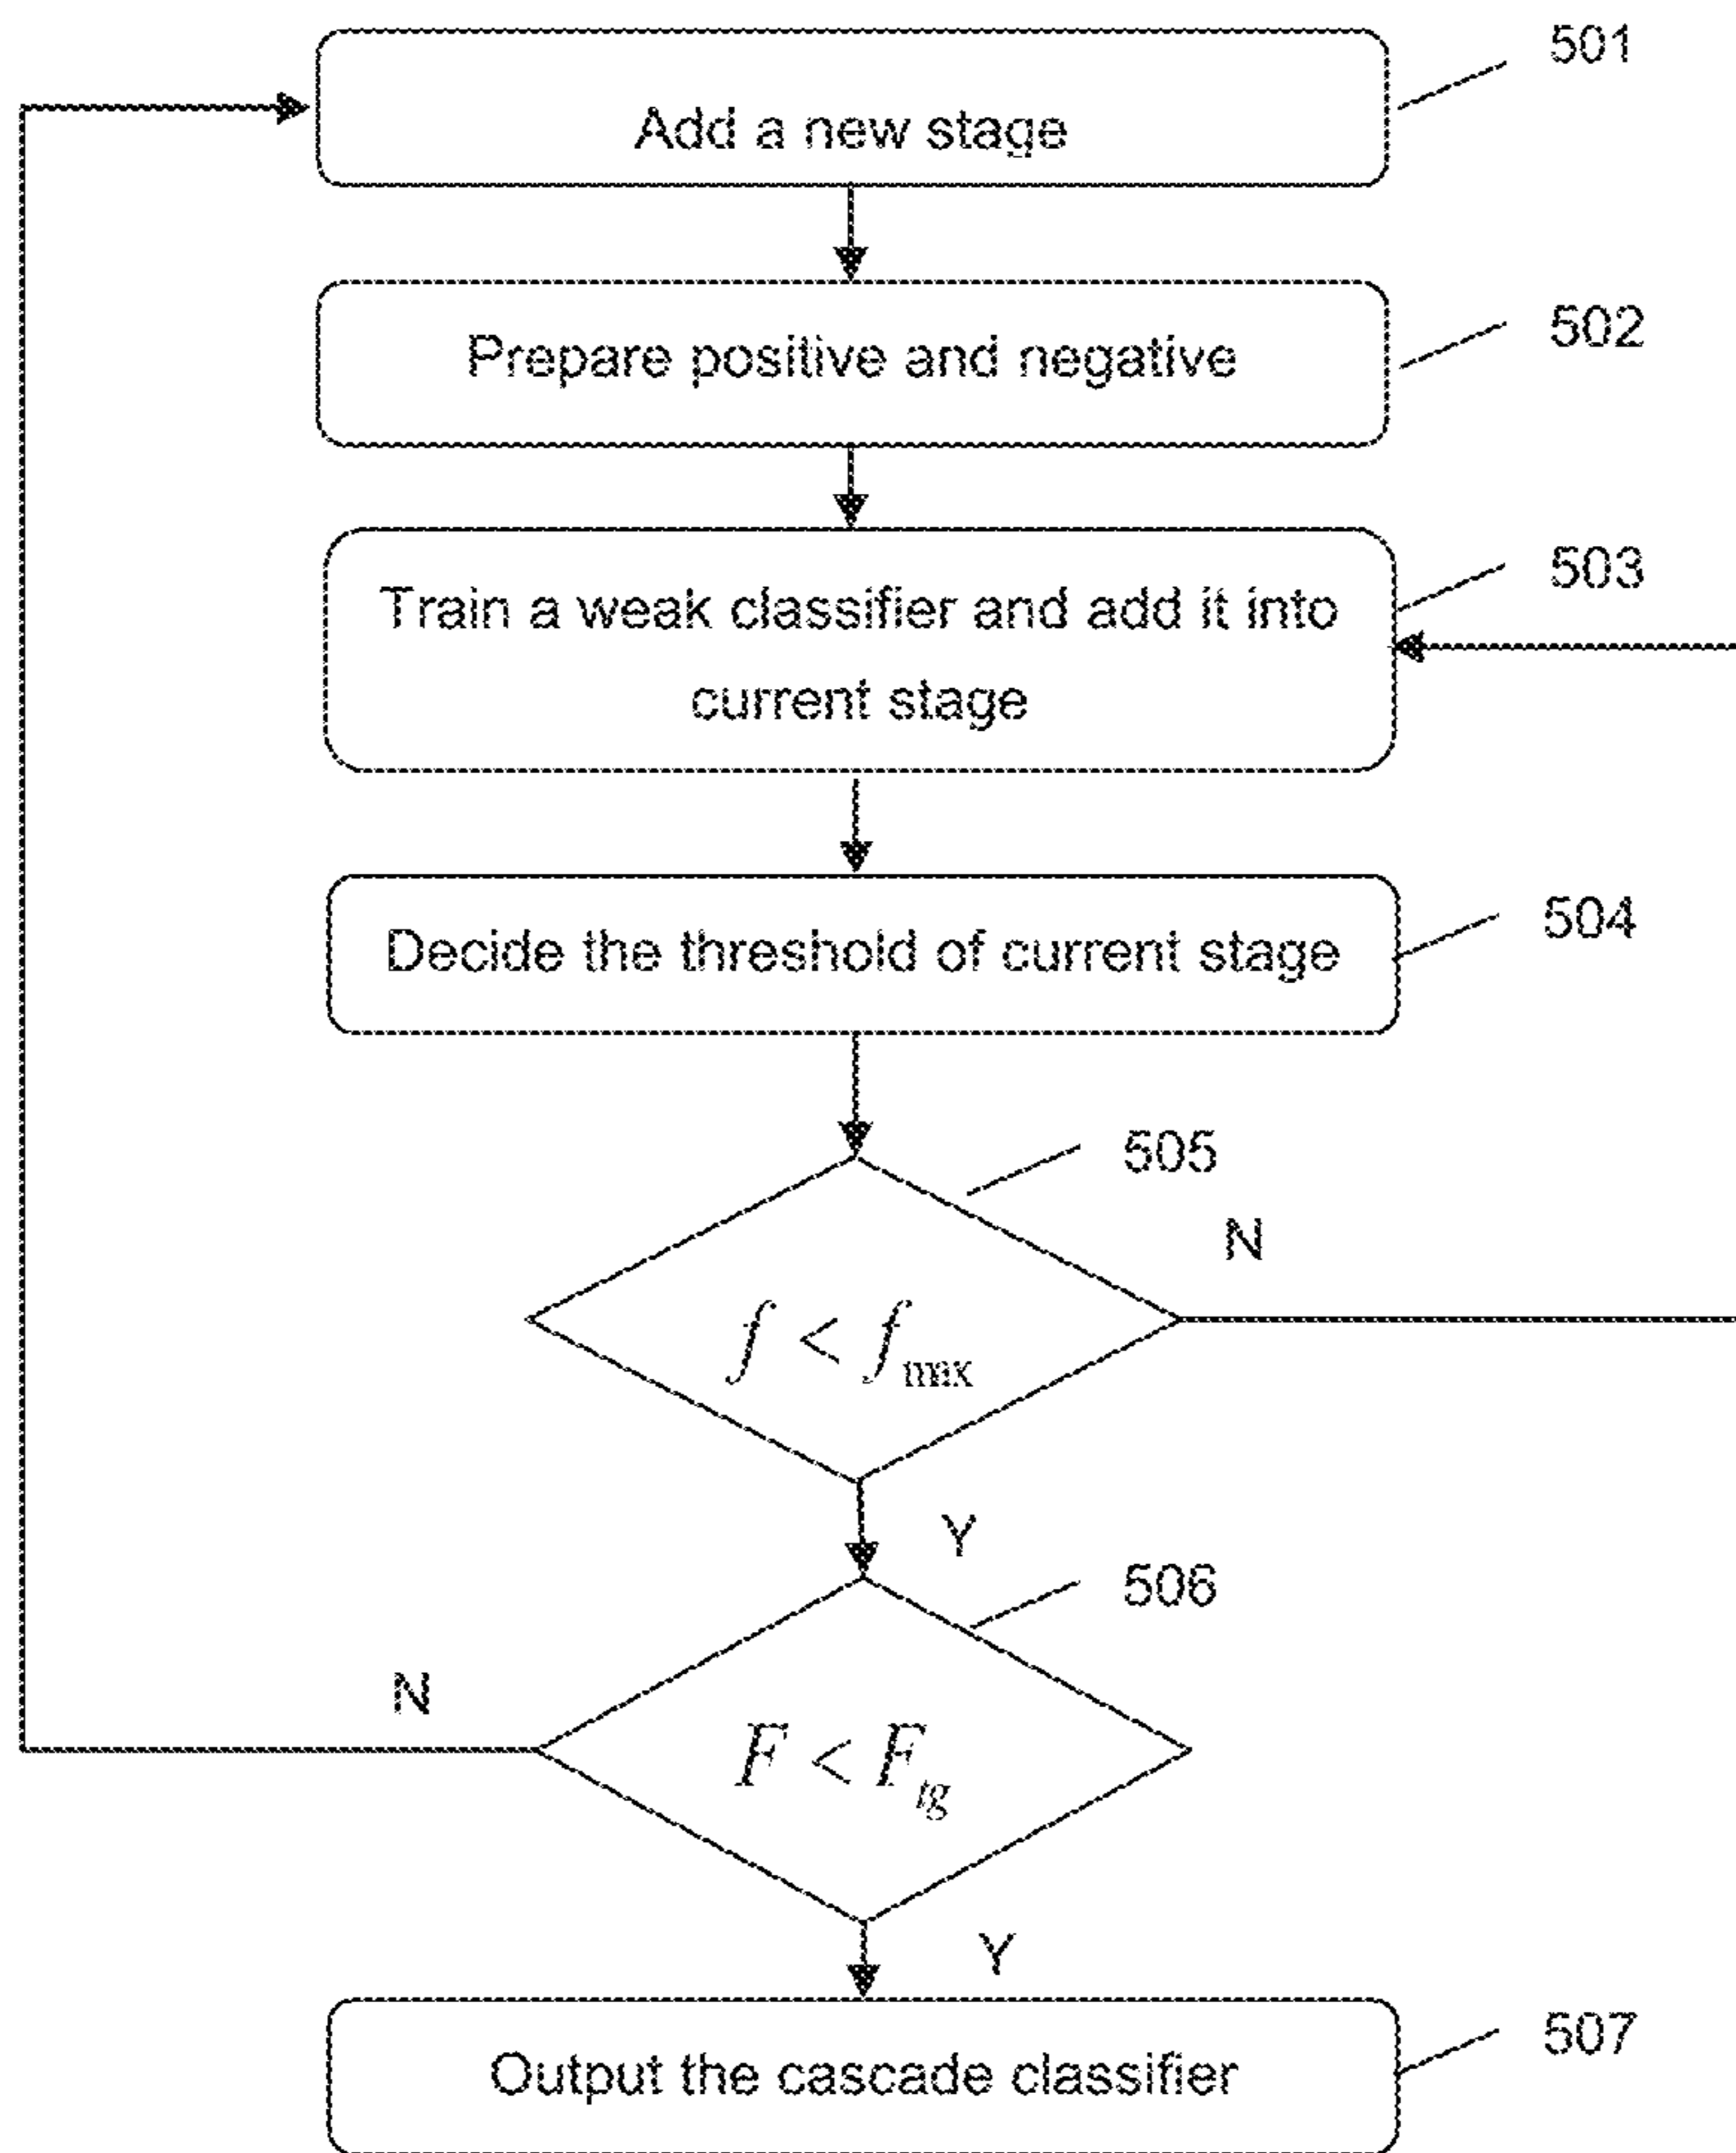 501
Add a new stage
502
Prepare positive and negative
503
Train a weak classifier and add it into
current stage
504
Decide the threshold of current stage
505
N
f < f_max
Y
506
N
F < F_tg
Y
507
Output the cascade classifier